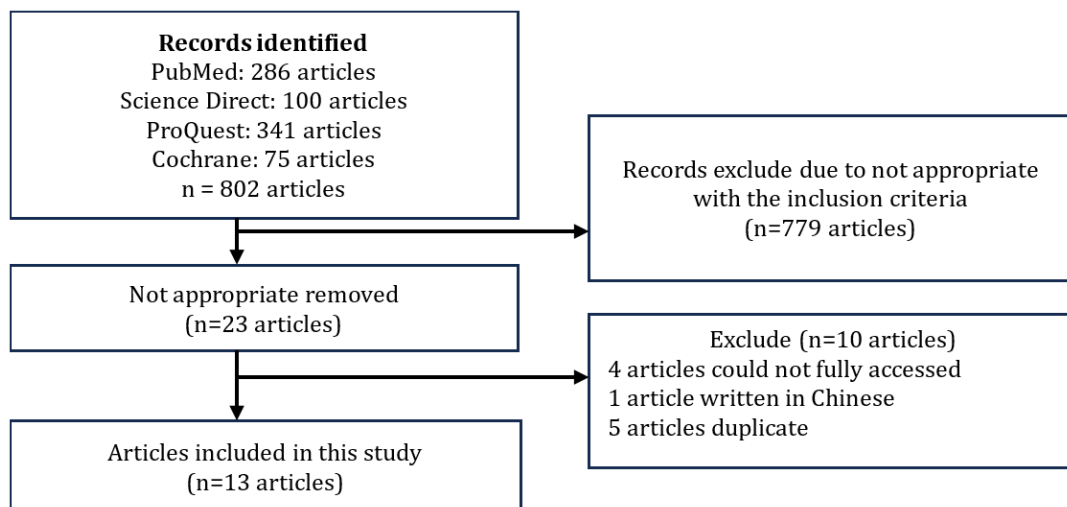 Records identified
PubMed: 286 articles
Science Direct: 100 articles
ProQuest: 341 articles
Cochrane: 75 articles
n = 802 articles
Records exclude due to not appropriate
with the inclusion criteria
(n=779 articles)
Not appropriate removed
(n=23 articles)
Exclude (n=10 articles)
4 articles could not fully accessed
1 article written in Chinese
5 articles duplicate
Articles included in this study
(n=13 articles)